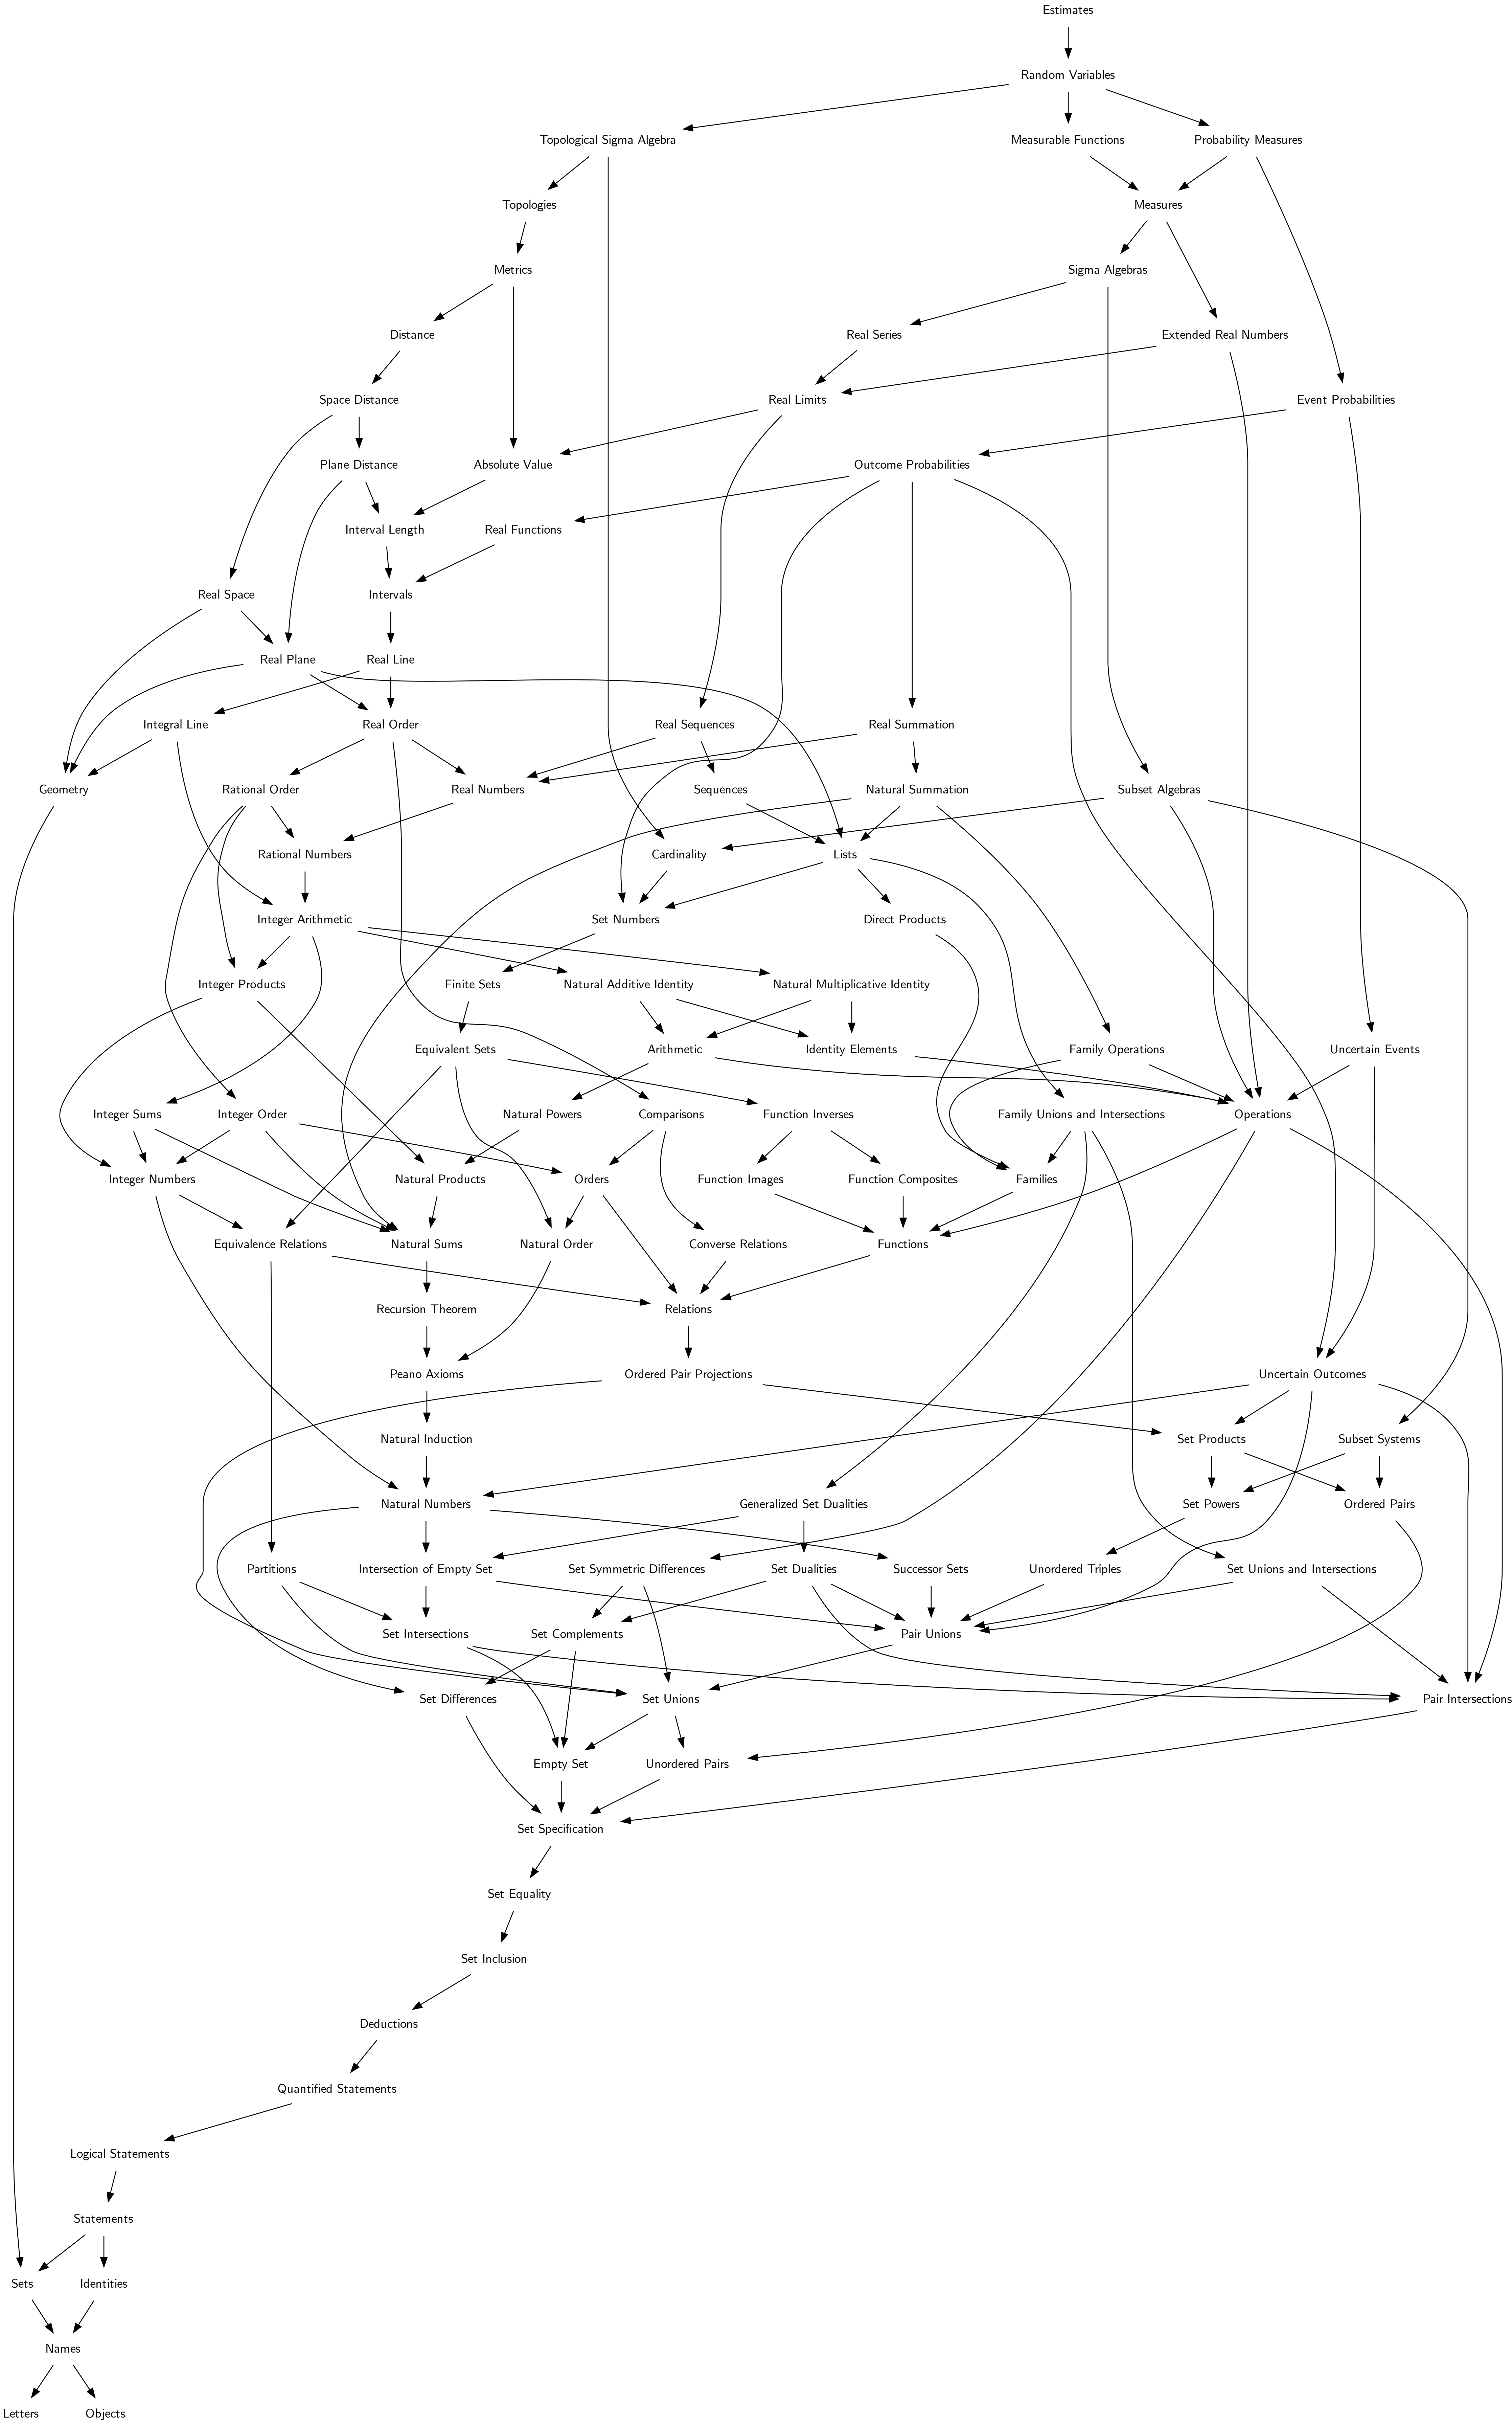 Estimates
Random Variables
Topological Sigma Algebra
Measurable Functions
Probability Measures
Topologies
Measures
Metrics
Sigma Algebras
Distance
Real Series
Extended Real Numbers
Space Distance
Real Limits
Event Probabilities
Plane Distance
Absolute Value
Outcome Probabilities
Interval Length
Real Functions
Real Space
Intervals
Real Plane
Real Line
Integral Line
Real Order
Real Sequences
Real Summation
Geometry
Rational Order
Real Numbers
Sequences
Natural Summation
Subset Algebras
Rational Numbers
Cardinality
Lists
Integer Arithmetic
Set Numbers
Direct Products
Integer Products
Finite Sets
Natural Additive Identity
Natural Multiplicative Identity
Equivalent Sets
Arithmetic
Identity Elements
Family Operations
Uncertain Events
Integer Sums
Integer Order
Natural Powers
Comparisons
Function Inverses
Family Unions and Intersections
Operations
Integer Numbers
Natural Products
Orders
Function Images
Function Composites
Families
Equivalence Relations
Natural Sums
Natural Order
Converse Relations
Functions
Recursion Theorem
Relations
Peano Axioms
Ordered Pair Projections
Uncertain Outcomes
Natural Induction
Set Products
Subset Systems
Natural Numbers
Generalized Set Dualities
Set Powers
Ordered Pairs
Partitions
Intersection of Empty Set
Set Symmetric Differences
Set Dualities
Successor Sets
Unordered Triples
Set Unions and Intersections
Set Intersections
Set Complements
Pair Unions
Set Differences
Set Unions
Pair Intersections
Empty Set
Unordered Pairs
Set Specification
Set Equality
Set Inclusion
Deductions
Quantified Statements
Logical Statements
Statements
Sets
Identities
Names
Letters
Objects